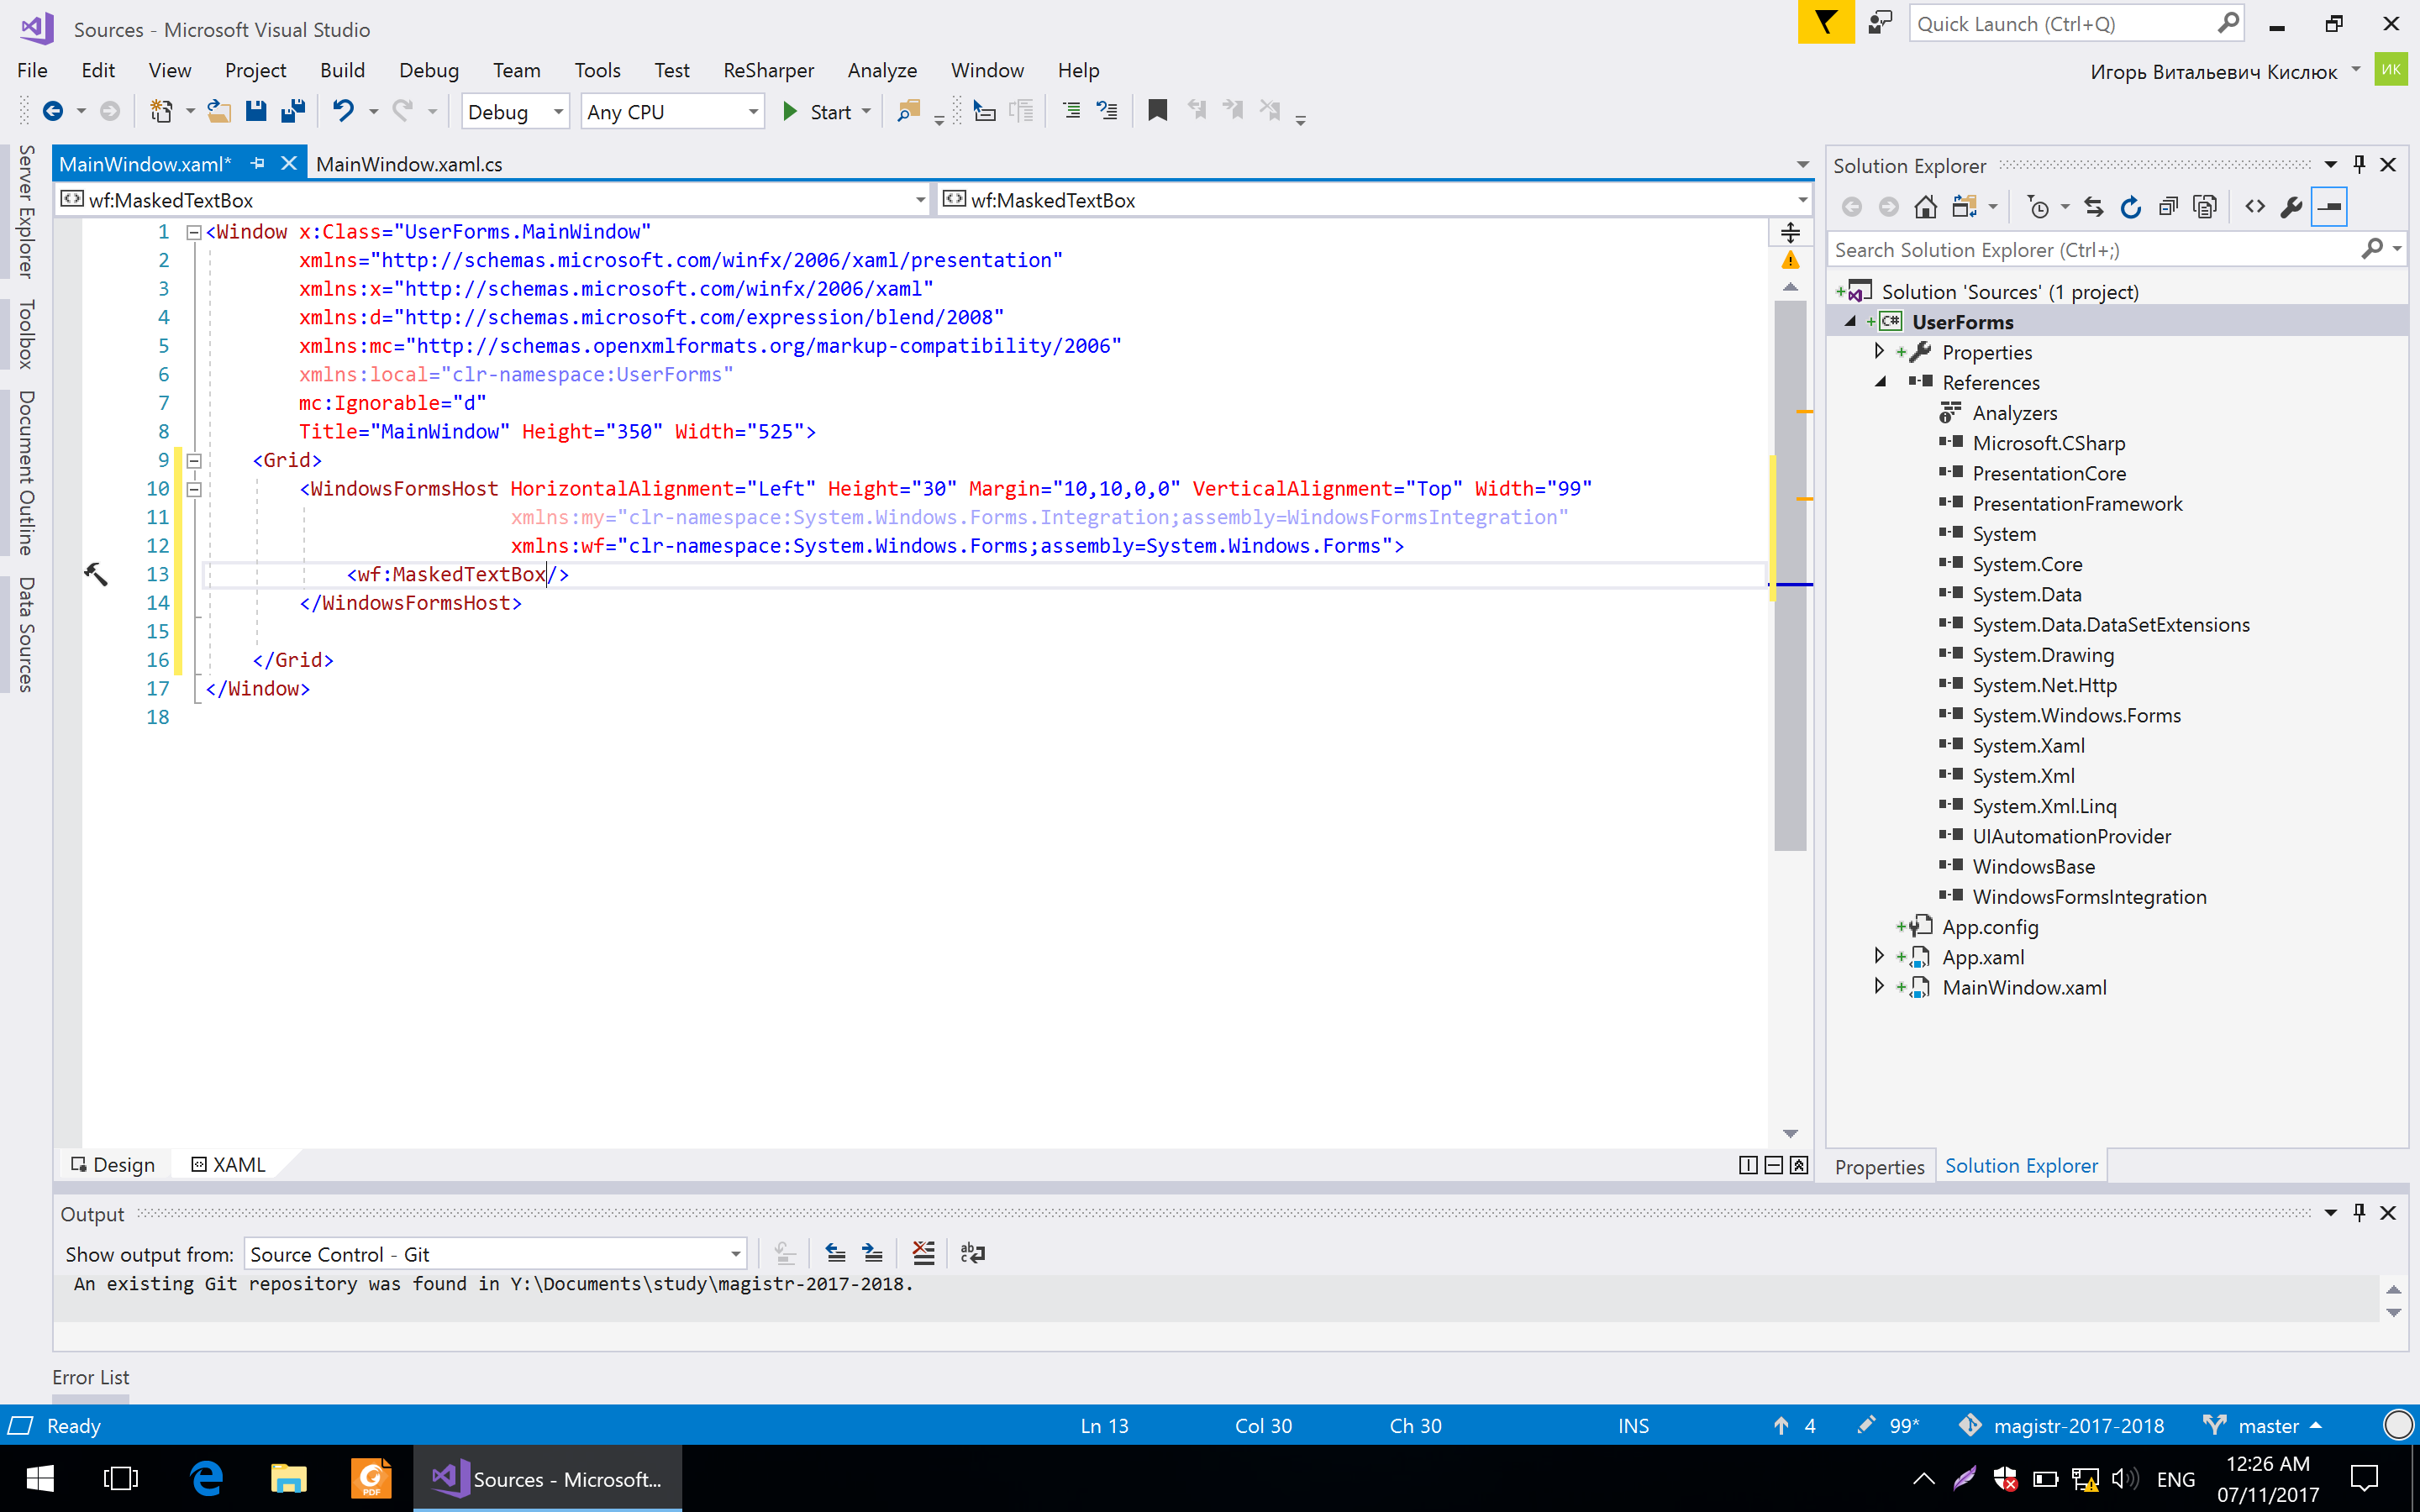 Sources - Microsoft Visual Studio
Quick Launch (Ctrl+Q)
File Edit View Project Build Debug Team Tools Test ReSharper Analyze Window Help
Игорь Витальевич Кислюк
ИК
Debug Any CPU Start
Server Explorer
Toolbox
Document Outline
Data Sources
MainWindow.xaml* MainWindow.xaml.cs
wf:MaskedTextBox wf:MaskedTextBox
1 <Window x:Class="UserForms.MainWindow"
2 xmlns="http://schemas.microsoft.com/winfx/2006/xaml/presentation"
3 xmlns:x="http://schemas.microsoft.com/winfx/2006/xaml"
4 xmlns:d="http://schemas.microsoft.com/expression/blend/2008"
5 xmlns:mc="http://schemas.openxmlformats.org/markup-compatibility/2006"
6 xmlns:local="clr-namespace:UserForms"
7 mc:Ignorable="d"
8 Title="MainWindow" Height="350" Width="525">
9 <Grid>
10 <WindowsFormsHost HorizontalAlignment="Left" Height="30" Margin="10,10,0,0" VerticalAlignment="Top" Width="99"
11 xmlns:my="clr-namespace:System.Windows.Forms.Integration;assembly=WindowsFormsIntegration"
12 xmlns:wf="clr-namespace:System.Windows.Forms;assembly=System.Windows.Forms">
13 <wf:MaskedTextBox/>
14 </WindowsFormsHost>
15
16 </Grid>
17 </Window>
18
Design XAML
Solution Explorer
Search Solution Explorer (Ctrl+;)
Solution 'Sources' (1 project)
C# UserForms
Properties
References
Analyzers
Microsoft.CSharp
PresentationCore
PresentationFramework
System
System.Core
System.Data
System.Data.DataSetExtensions
System.Drawing
System.Net.Http
System.Windows.Forms
System.Xaml
System.Xml
System.Xml.Linq
UIAutomationProvider
WindowsBase
WindowsFormsIntegration
App.config
App.xaml
MainWindow.xaml
Properties Solution Explorer
Output
Show output from: Source Control - Git
An existing Git repository was found in Y:\Documents\study\magistr-2017-2018.
Error List
Ready Ln 13 Col 30 Ch 30 INS 4 99* magistr-2017-2018 master
PDF
Sources - Microsoft...
ENG
12:26 AM
07/11/2017